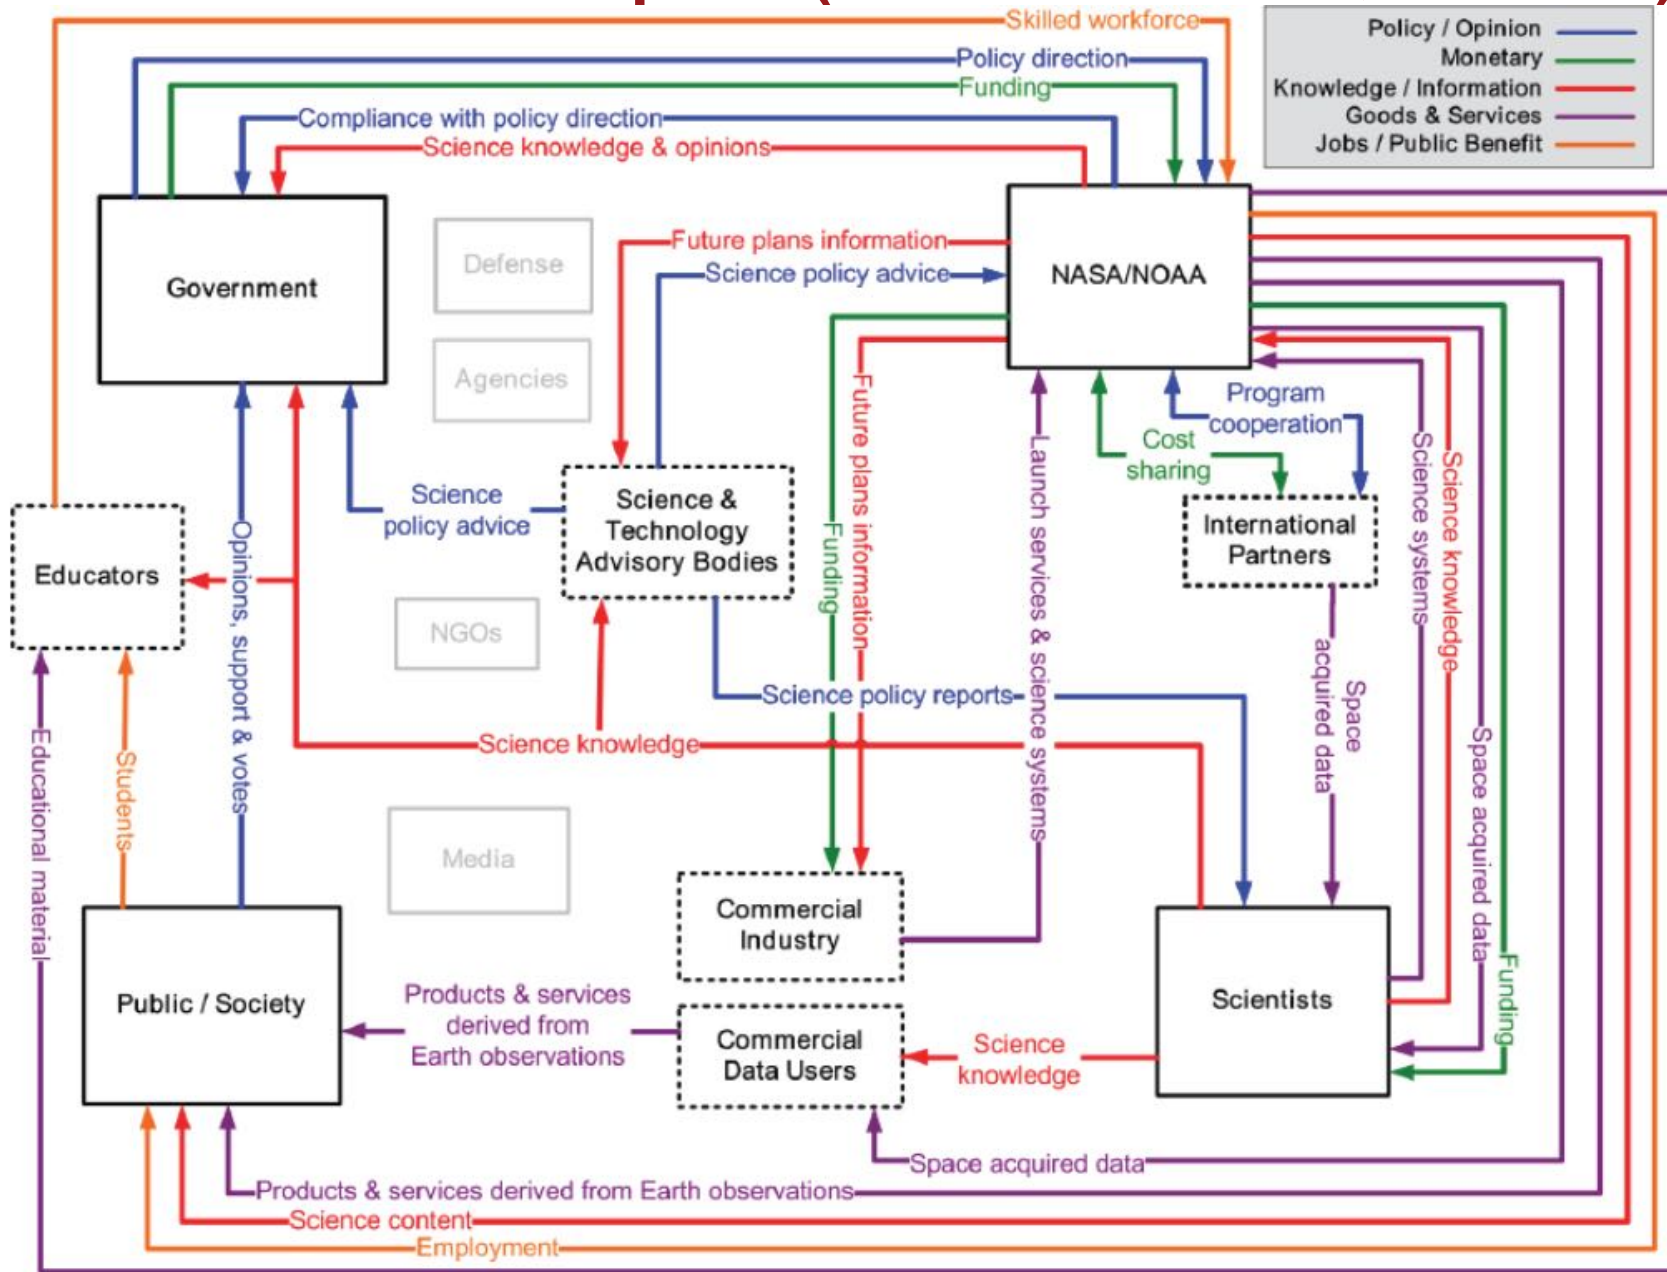 Skilled workforce
Policy direction
Funding
Compliance with policy direction
Science knowledge & opinions
Policy / Opinion
Monetary
Knowledge / Information
Goods & Services
Jobs / Public Benefit
Government
Defense
Agencies
Future plans information
Science policy advice
NASA/NOAA
Program
cooperation
Cost
sharing
International
Partners
Science
policy advice
Science &
Technology
Advisory Bodies
Educators
NGOs
Opinions, support & votes
Funding
Future plans information
Launch services & science systems
Science systems
Science knowledge
Space
acquired data
Space acquired data
Funding
Science policy reports
Science knowledge
Students
Educational material
Media
Commercial
Industry
Public / Society
Products & services
derived from
Earth observations
Commercial
Data Users
Science
knowledge
Scientists
Space acquired data
Products & services derived from Earth observations
Science content
Employment